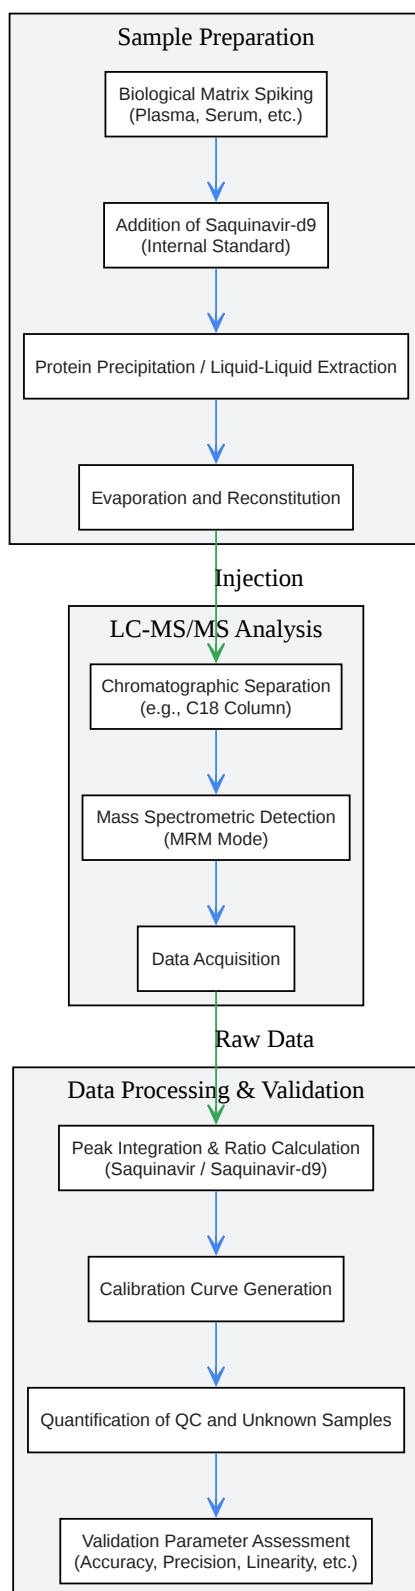 Sample Preparation
Biological Matrix Spiking
(Plasma, Serum, etc.)
Addition of Saquinavir-d9
(Internal Standard)
Protein Precipitation / Liquid-Liquid Extraction
Evaporation and Reconstitution
Injection
LC-MS/MS Analysis
Chromatographic Separation
(e.g., C18 Column)
Mass Spectrometric Detection
(MRM Mode)
Data Acquisition
Raw Data
Data Processing & Validation
Peak Integration & Ratio Calculation
(Saquinavir / Saquinavir-d9)
Calibration Curve Generation
Quantification of QC and Unknown Samples
Validation Parameter Assessment
(Accuracy, Precision, Linearity, etc.)